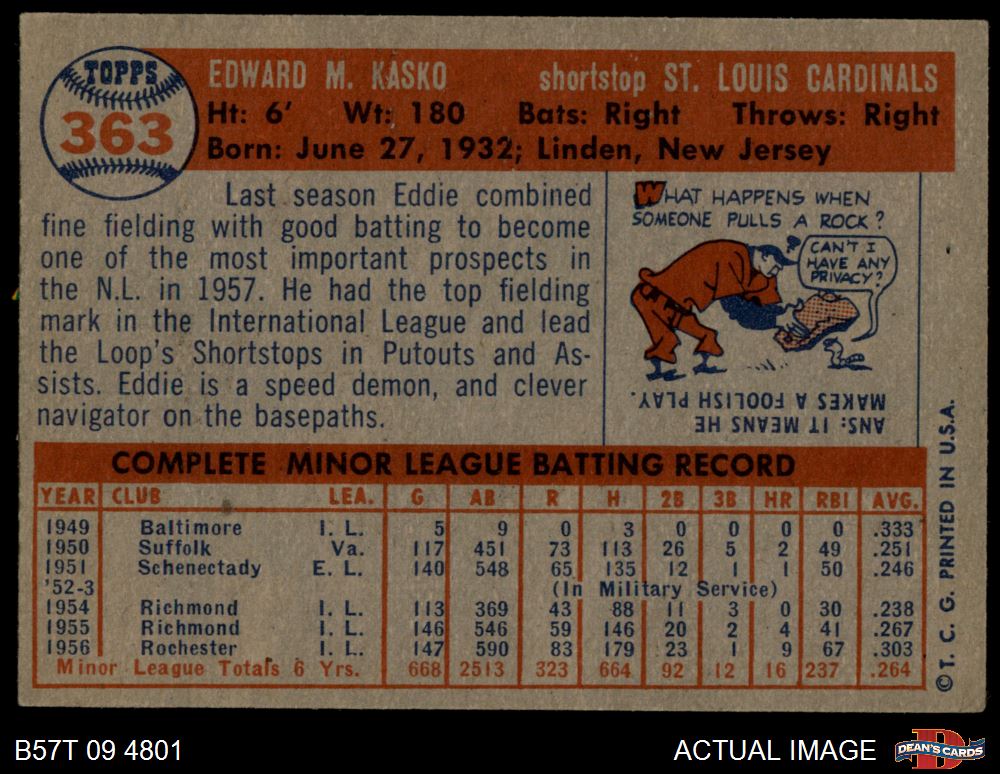 TOPPS
363
EDWARD M. KASKO shortstop ST. LOUIS CARDINALS
Ht: 6' Wt: 180 Bats: Right Throws: Right
Born: June 27, 1932; Linden, New Jersey
Last season Eddie combined
fine fielding with good batting to become
one of the most important prospects in
the N.L. in 1957. He had the top fielding
mark in the International League and lead
the Loop's Shortstops in Putouts and As-
sists. Eddie is a speed demon, and clever
navigator on the basepaths.
WHAT HAPPENS WHEN
SOMEONE PULLS A ROCK?
CAN'T I
HAVE ANY
PRIVACY?
ANS: IT MEANS HE
MAKES A FOOLISH PLAY.
COMPLETE MINOR LEAGUE BATTING RECORD
YEAR CLUB LEA. G AB R H 2B 3B HR RBI AVG.
1949 Baltimore I. L. 5 9 0 3 0 0 0 0 .333
1950 Suffolk Va. 117 451 73 113 26 5 2 49 .251
1951 Schenectady E. L. 140 548 65 135 12 1 1 50 .246
'52-3 (In Military Service)
1954 Richmond I. L. 113 369 43 88 11 3 0 30 .238
1955 Richmond I. L. 146 546 59 146 20 2 4 41 .267
1956 Rochester I. L. 147 590 83 179 23 1 9 67 .303
Minor League Totals 6 Yrs. 668 2513 323 664 92 12 16 237 .264
© T. C. G. PRINTED IN U.S.A.
B57T 09 4801 ACTUAL IMAGE DEAN'S CARDS